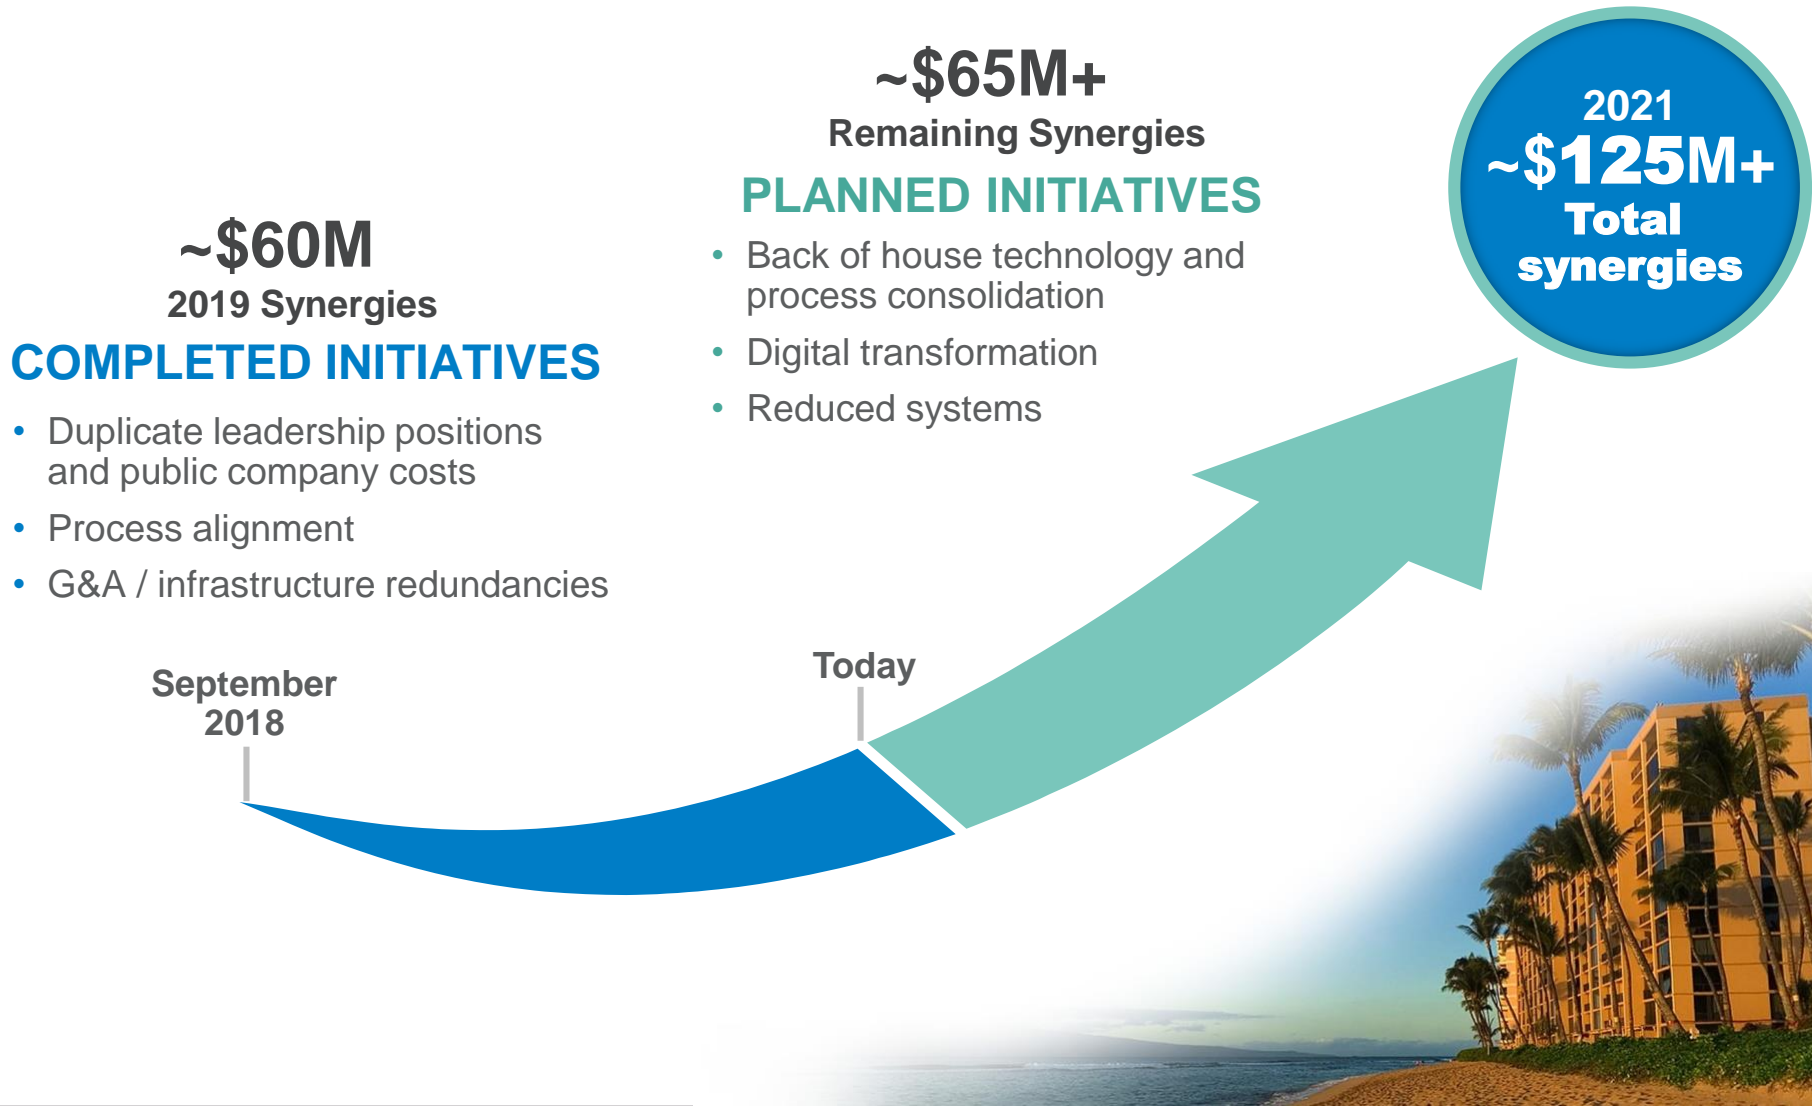 ~$60M
2019 Synergies
COMPLETED INITIATIVES
• Duplicate leadership positions
and public company costs
• Process alignment
• G&A / infrastructure redundancies
~$65M+
Remaining Synergies
PLANNED INITIATIVES
• Back of house technology and
process consolidation
• Digital transformation
• Reduced systems
2021
~$125M+
Total
synergies
September
2018
Today